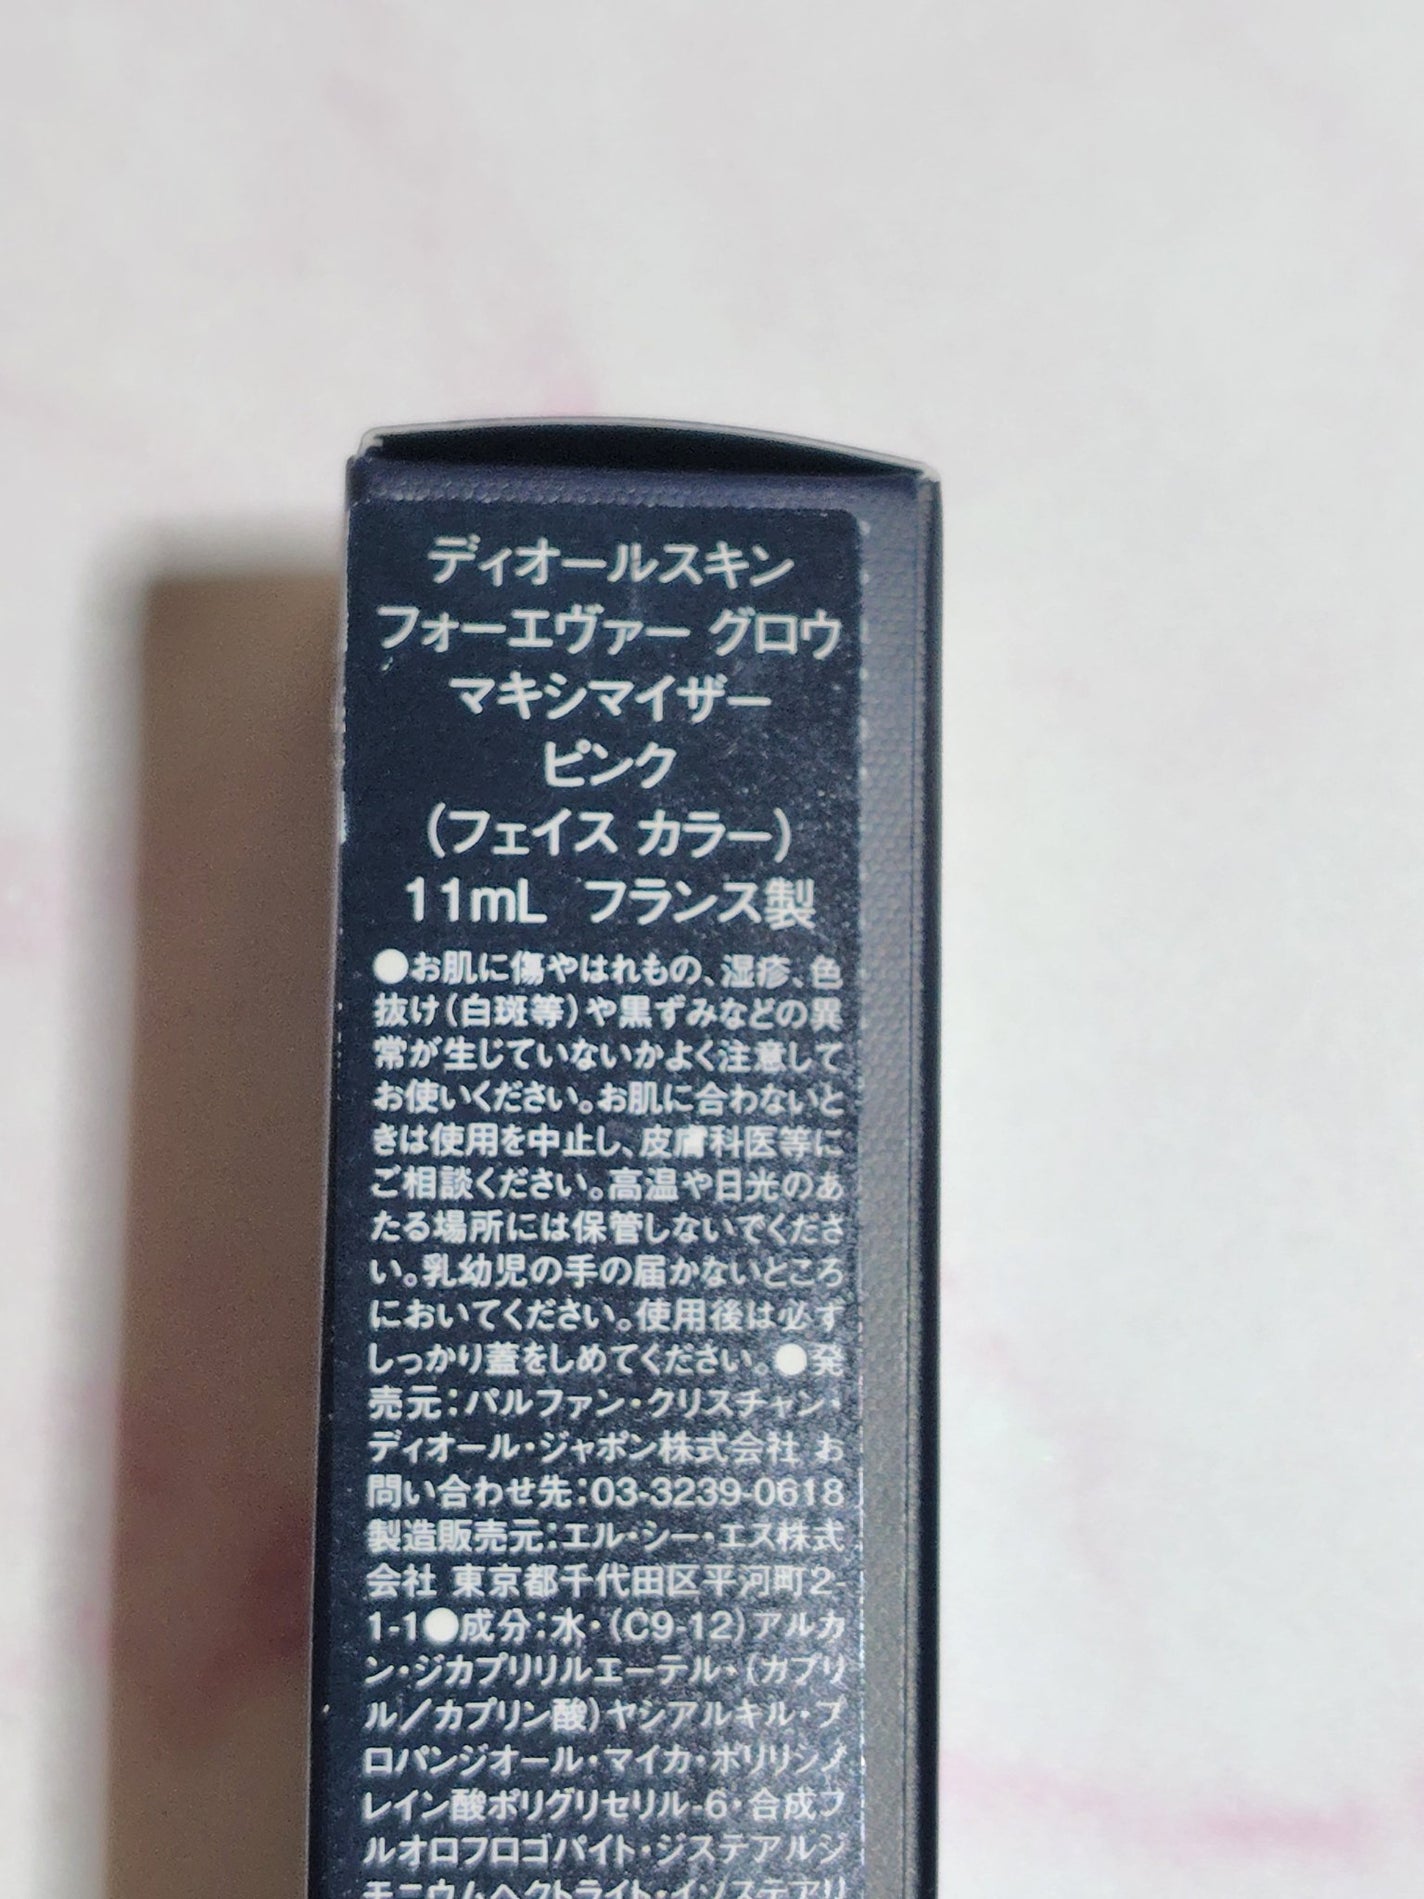 ディオールスキン
フォーエヴァー グロウ
マキシマイザー
ピンク
(フェイス カラー)
11mL フランス製
●お肌に傷やはれもの、湿疹、色
抜け(白斑等)や黒ずみなどの異
常が生じていないかよく注意して
お使いください。お肌に合わないと
きは使用を中止し、皮膚科医等に
ご相談ください。高温や日光のあ
たる場所には保管しないでくださ
い。乳幼児の手の届かないところ
においてください。使用後は必ず
しっかり蓋をしめてください。●発
売元:パルファン・クリスチャン・
ディオール・ジャポン株式会社 お
問い合わせ先:03-3239-0618
製造販売元:エル・シー・エス株式
会社 東京都千代田区平河町2-
1-1●成分:水・(C9-12)アルカ
ン・ジカプリリルエーテル・(カプリ
ル/カプリン酸)ヤシアルキル・プ
ロパンジオール・マイカ・ポリリシノ
レイン酸ポリグリセリル-6・合成フ
ルオロフロゴパイト・ジステアルジ
モニウムヘクトライト・イソステアリ